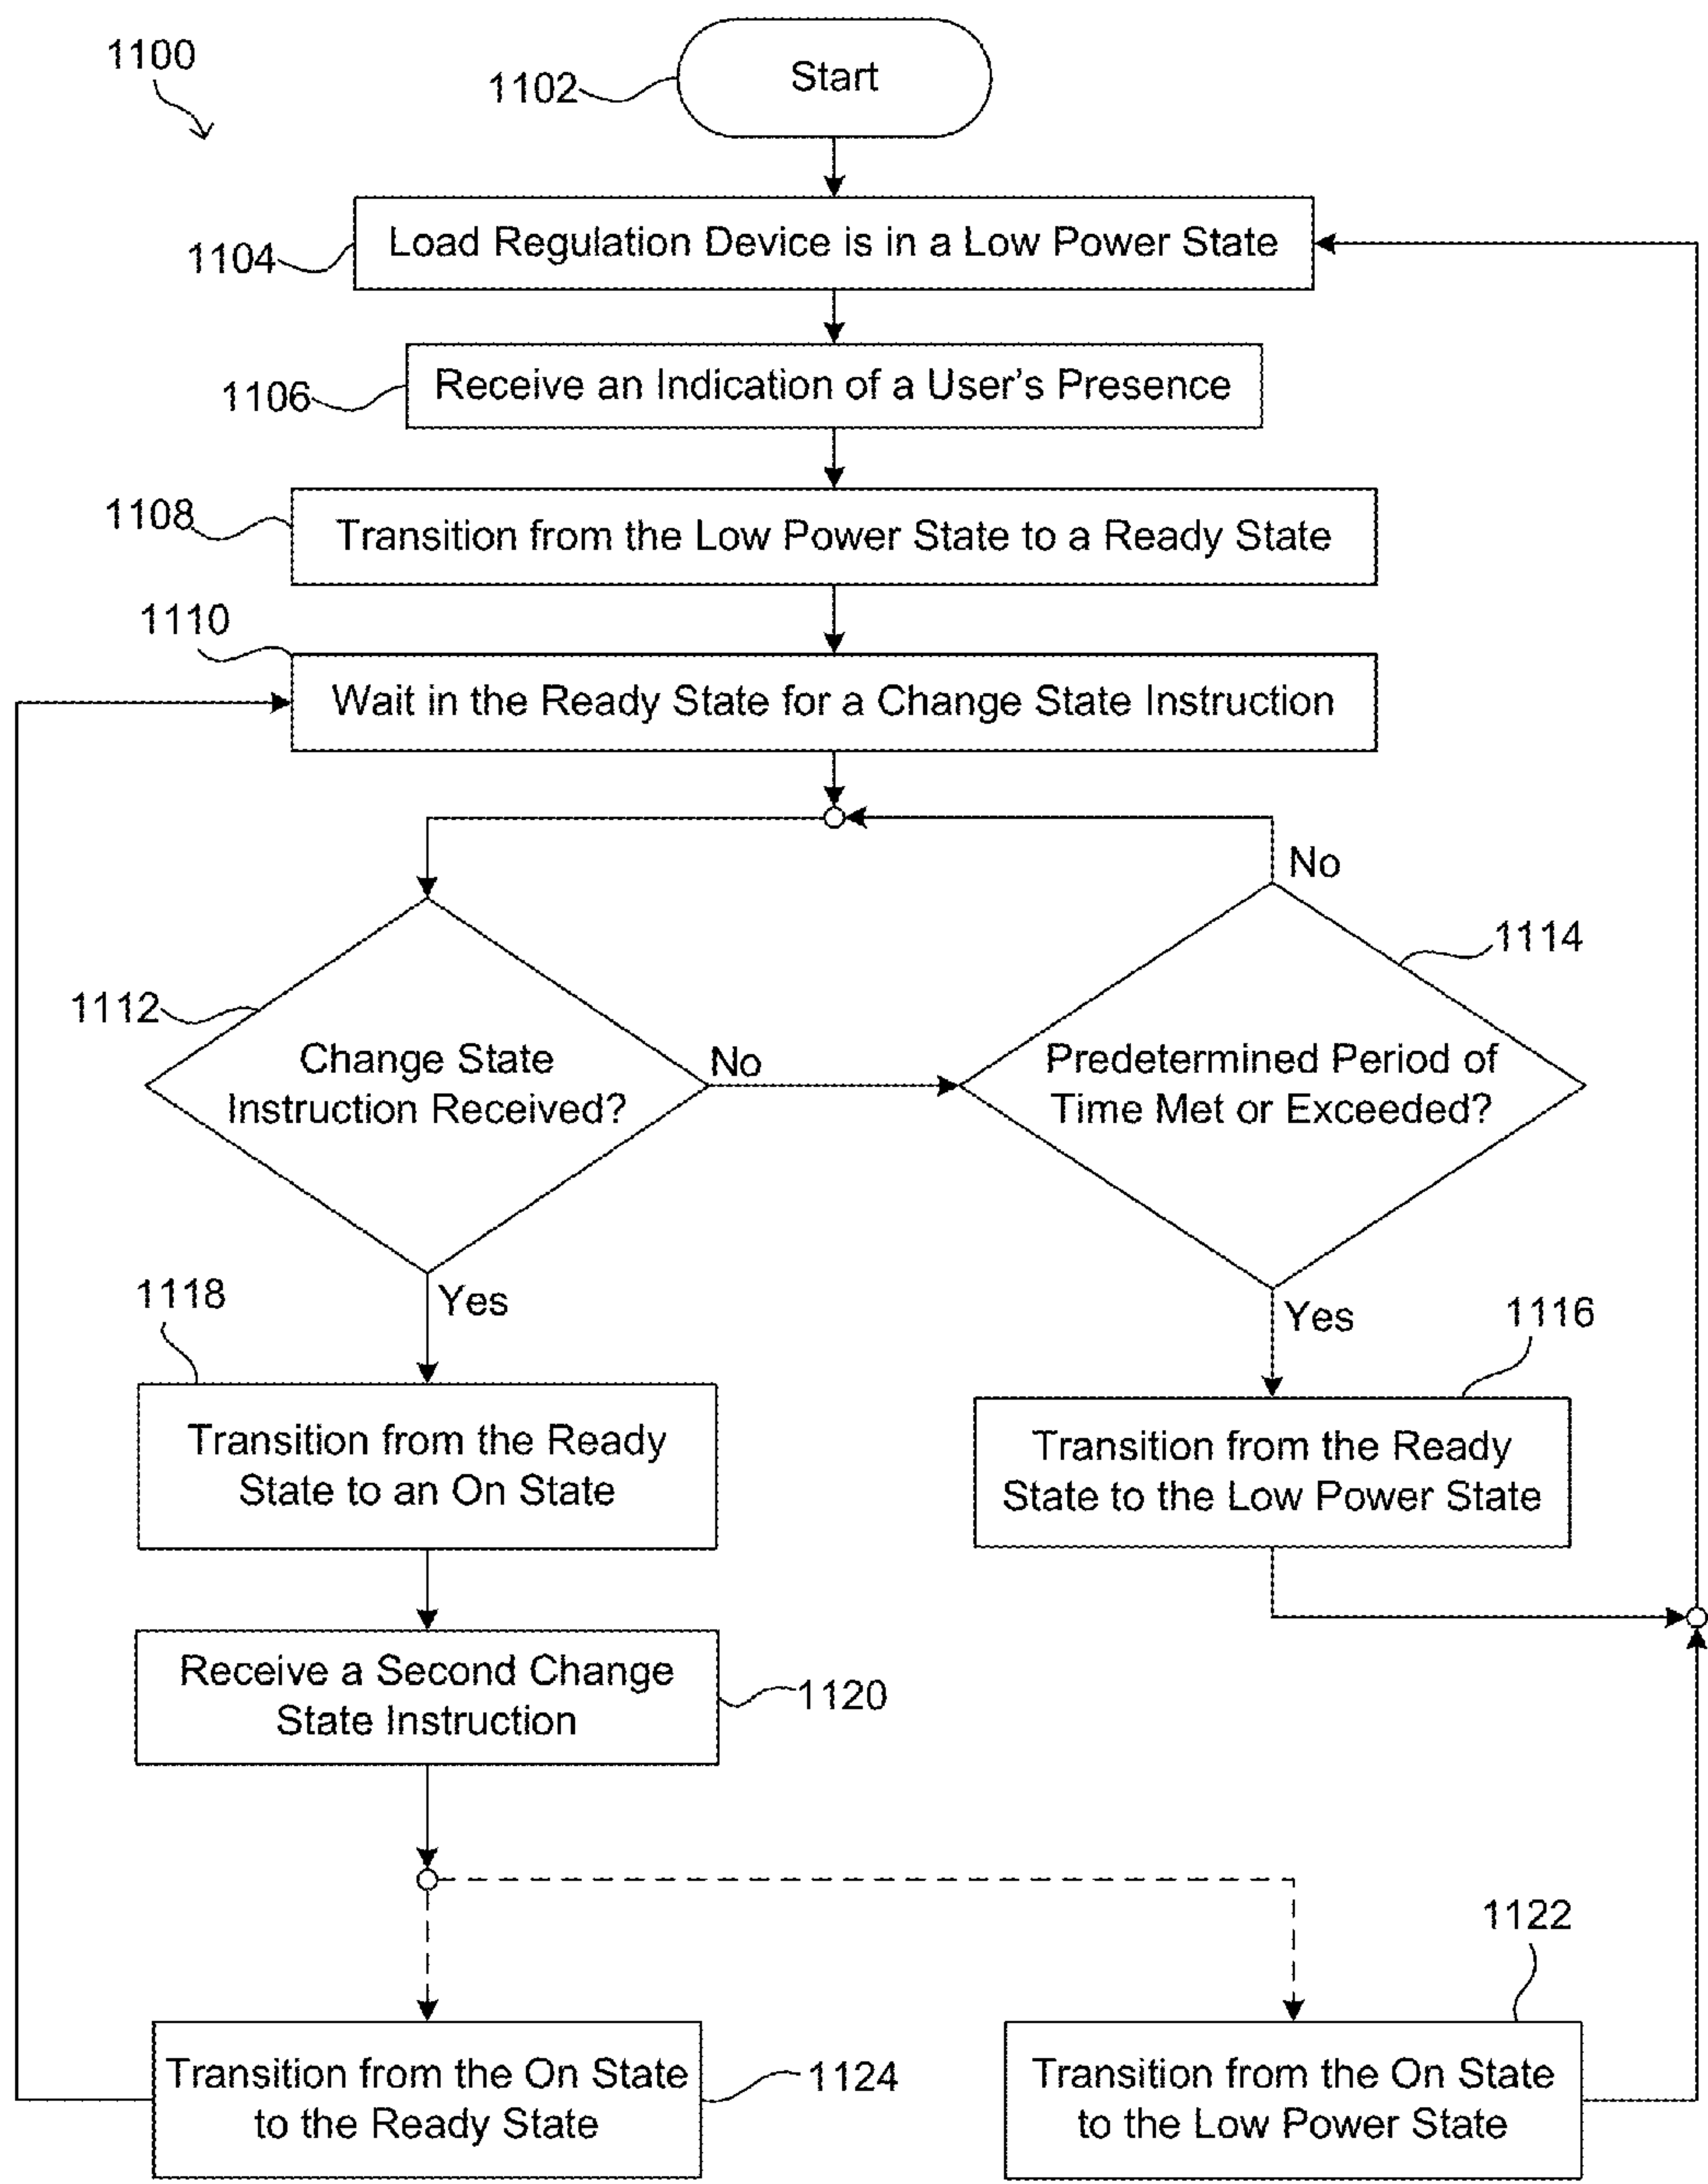 1100
1102
Start
1104
Load Regulation Device is in a Low Power State
1106
Receive an Indication of a User's Presence
1108
Transition from the Low Power State to a Ready State
1110
Wait in the Ready State for a Change State Instruction
No
1114
1112
Change State
Instruction Received?
No
Predetermined Period of
Time Met or Exceeded?
1118
Yes
Yes
1116
Transition from the Ready
State to an On State
Transition from the Ready
State to the Low Power State
Receive a Second Change
State Instruction
1120
1122
Transition from the On State
to the Ready State
1124
Transition from the On State
to the Low Power State